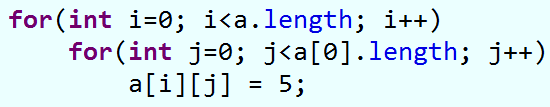 for(int i=0; i<a.length; i++)
    for(int j=0; j<a[0].length; j++)
        a[i][j] = 5;